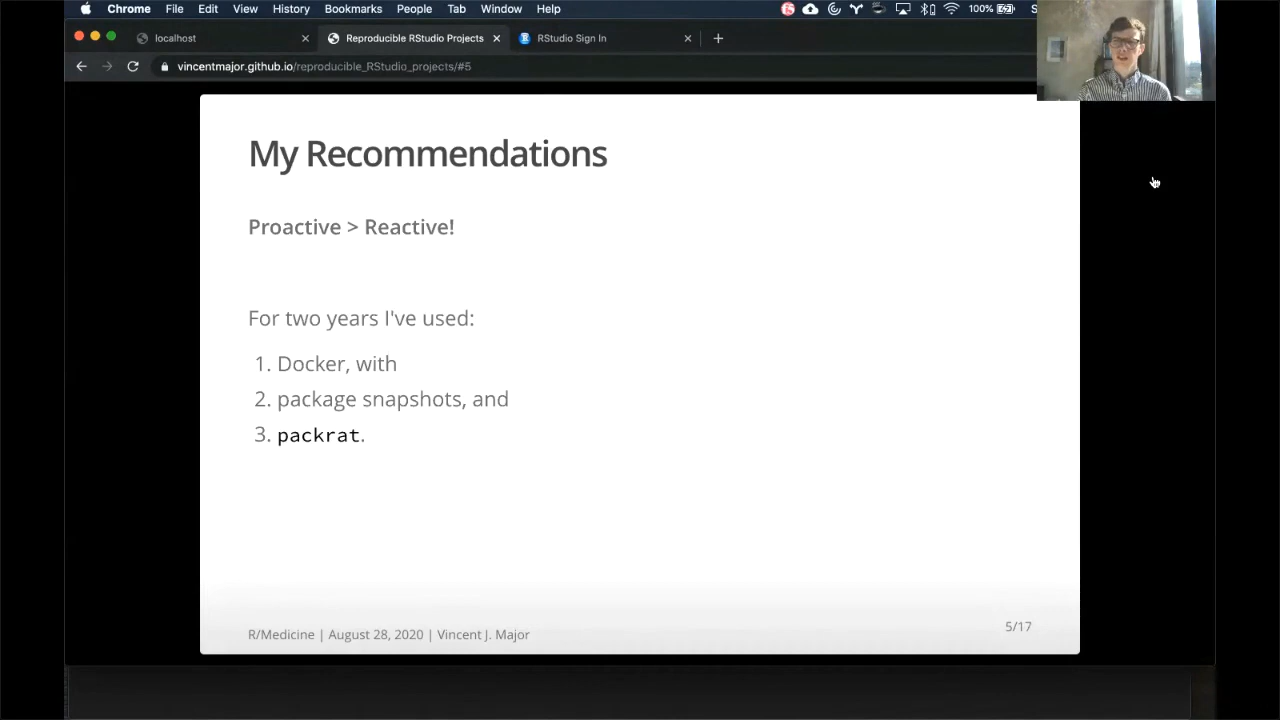 Chrome File Edit View History Bookmarks People Tab Window Help 100%
localhost Reproducible RStudio Projects RStudio Sign In
vincentmajor.github.io/reproducible_RStudio_projects/#5
My Recommendations
Proactive > Reactive!
For two years I've used:
1. Docker, with
2. package snapshots, and
3. packrat.
R/Medicine | August 28, 2020 | Vincent J. Major
5/17